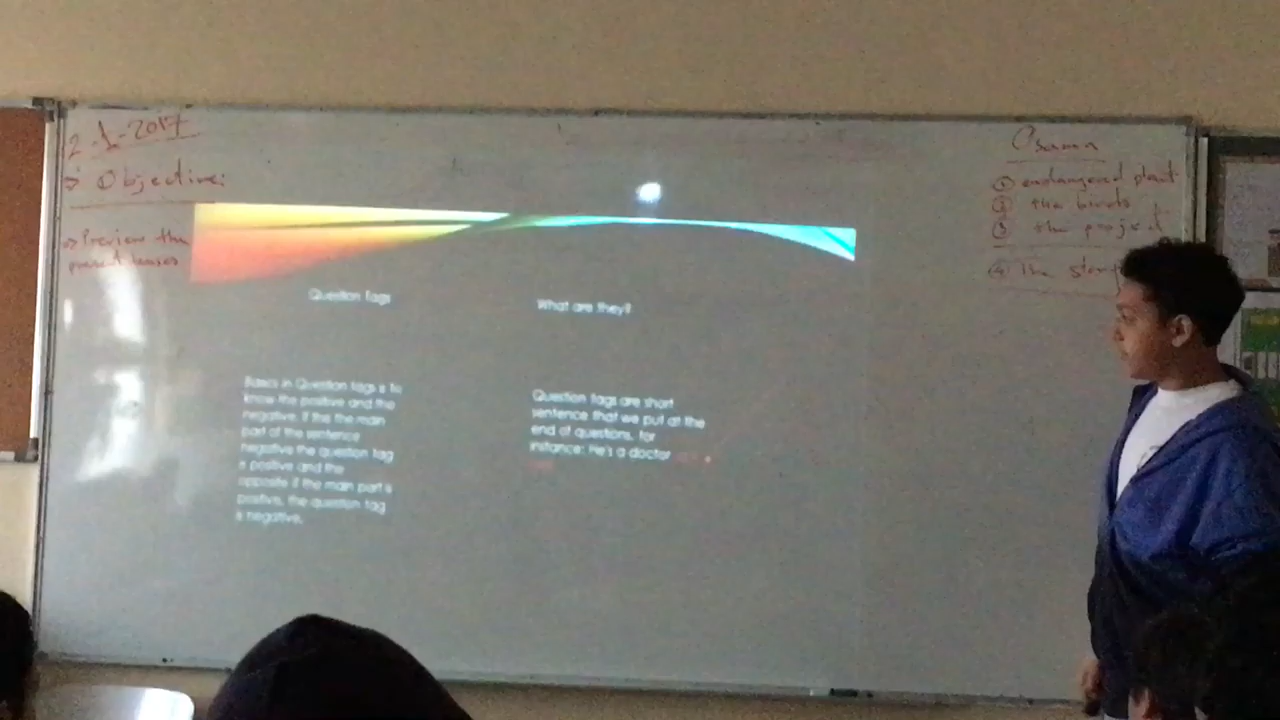 2-1-2017
⇒ Objective:
⇒ Preview the
present tenses
Question Tags
Basics in Question tags is to
know the positive and the
negative. If the the main
part of the sentence
negative the question tag
is positive and the
opposite if the main part is
positive, the question tag
is negative.
What are they?
Question tags are short
sentence that we put at the
end of questions, for
instance: He's a doctor
Osama
① endangered plant
② the birds
③ the project
④ The story